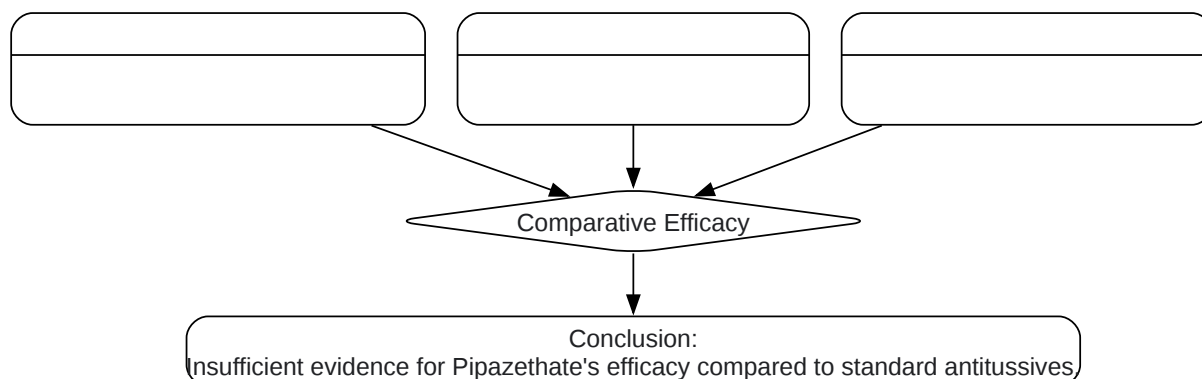 Comparative Efficacy
Conclusion:
Insufficient evidence for Pipazethate's efficacy compared to standard antitussives